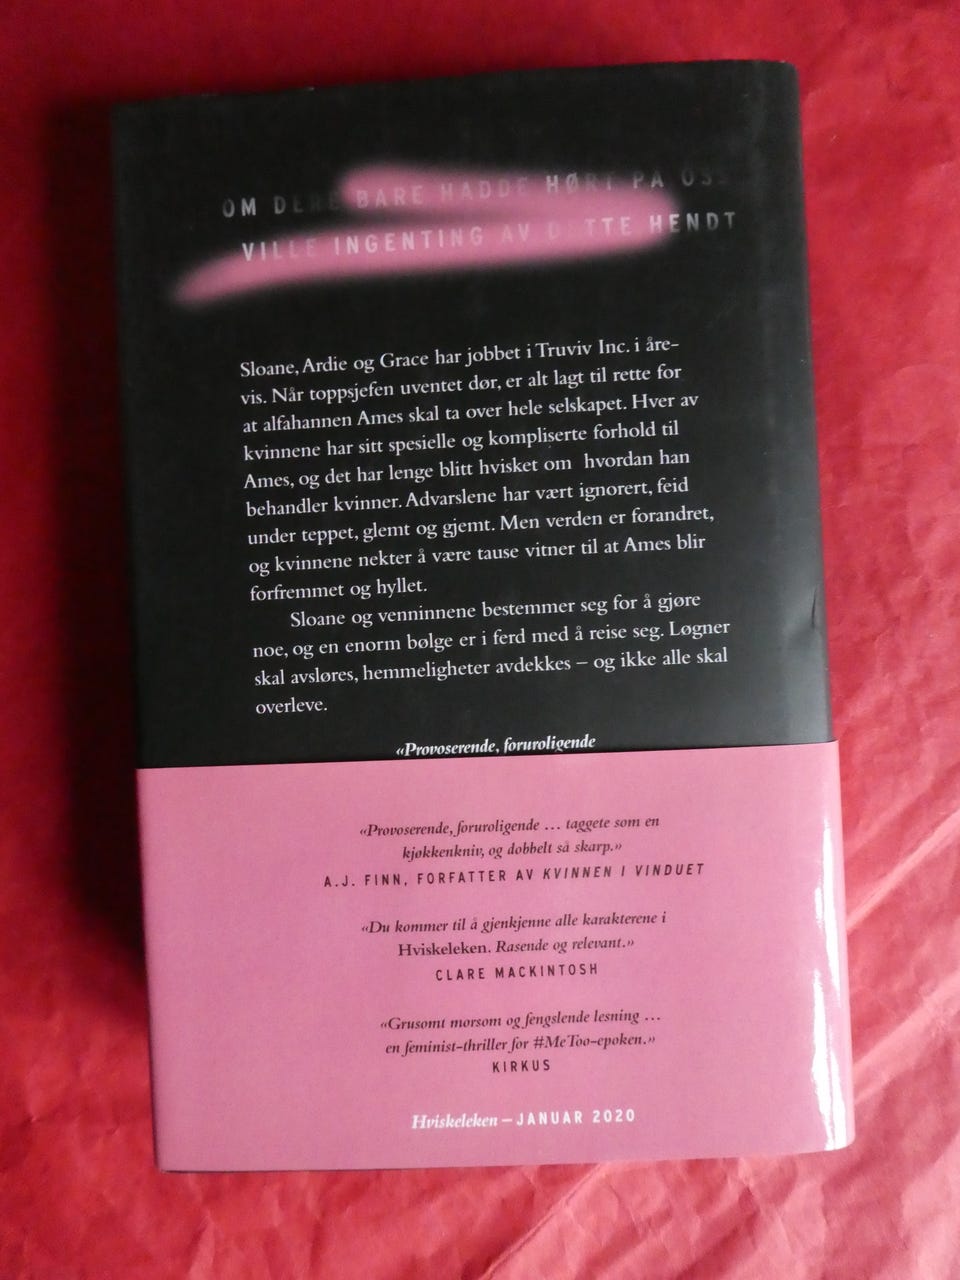 OM DERE BARE HADDE HØRT PÅ OSS
VILLE INGENTING AV DETTE HENDT
Sloane, Ardie og Grace har jobbet i Truviv Inc. i åre-
vis. Når toppsjefen uventet dør, er alt lagt til rette for
at alfahannen Ames skal ta over hele selskapet. Hver av
kvinnene har sitt spesielle og kompliserte forhold til
Ames, og det har lenge blitt hvisket om hvordan han
behandler kvinner. Advarslene har vært ignorert, feid
under teppet, glemt og gjemt. Men verden er forandret,
og kvinnene nekter å være tause vitner til at Ames blir
forfremmet og hyllet.
Sloane og venninnene bestemmer seg for å gjøre
noe, og en enorm bølge er i ferd med å reise seg. Løgner
skal avsløres, hemmeligheter avdekkes – og ikke alle skal
overleve.
«Provoserende, foruroligende
«Provoserende, foruroligende … taggete som en
kjøkkenkniv, og dobbelt så skarp.»
A.J. FINN, FORFATTER AV KVINNEN I VINDUET
«Du kommer til å gjenkjenne alle karakterene i
Hviskeleken. Rasende og relevant.»
CLARE MACKINTOSH
«Grusomt morsom og fengslende lesning …
en feminist-thriller for #MeToo-epoken.»
KIRKUS
Hviskeleken – JANUAR 2020